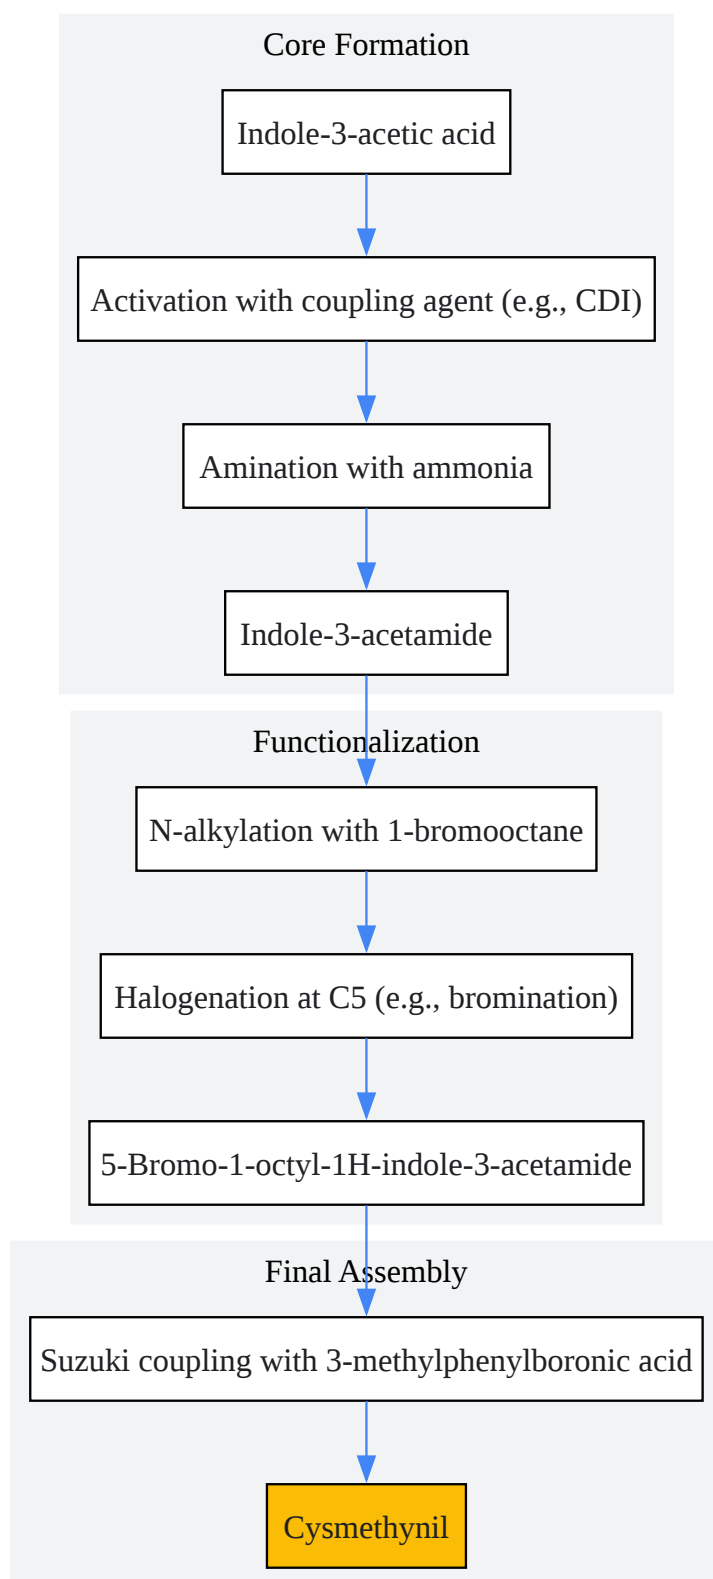 Core Formation
Indole-3-acetic acid
Activation with coupling agent (e.g., CDI)
Amination with ammonia
Indole-3-acetamide
Functionalization
N-alkylation with 1-bromooctane
Halogenation at C5 (e.g., bromination)
5-Bromo-1-octyl-1H-indole-3-acetamide
Final Assembly
Suzuki coupling with 3-methylphenylboronic acid
Cysmethynil